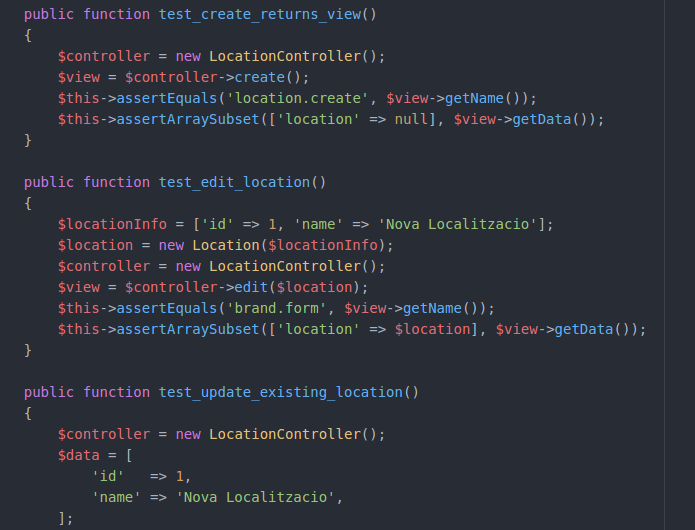 public function test_create_returns_view()
{
    $controller = new LocationController();
    $view = $controller->create();
    $this->assertEquals('location.create', $view->getName());
    $this->assertArraySubset(['location' => null], $view->getData());
}

public function test_edit_location()
{
    $locationInfo = ['id' => 1, 'name' => 'Nova Localitzacio'];
    $location = new Location($locationInfo);
    $controller = new LocationController();
    $view = $controller->edit($location);
    $this->assertEquals('brand.form', $view->getName());
    $this->assertArraySubset(['location' => $location], $view->getData());
}

public function test_update_existing_location()
{
    $controller = new LocationController();
    $data = [
        'id'   => 1,
        'name' => 'Nova Localitzacio',
    ];